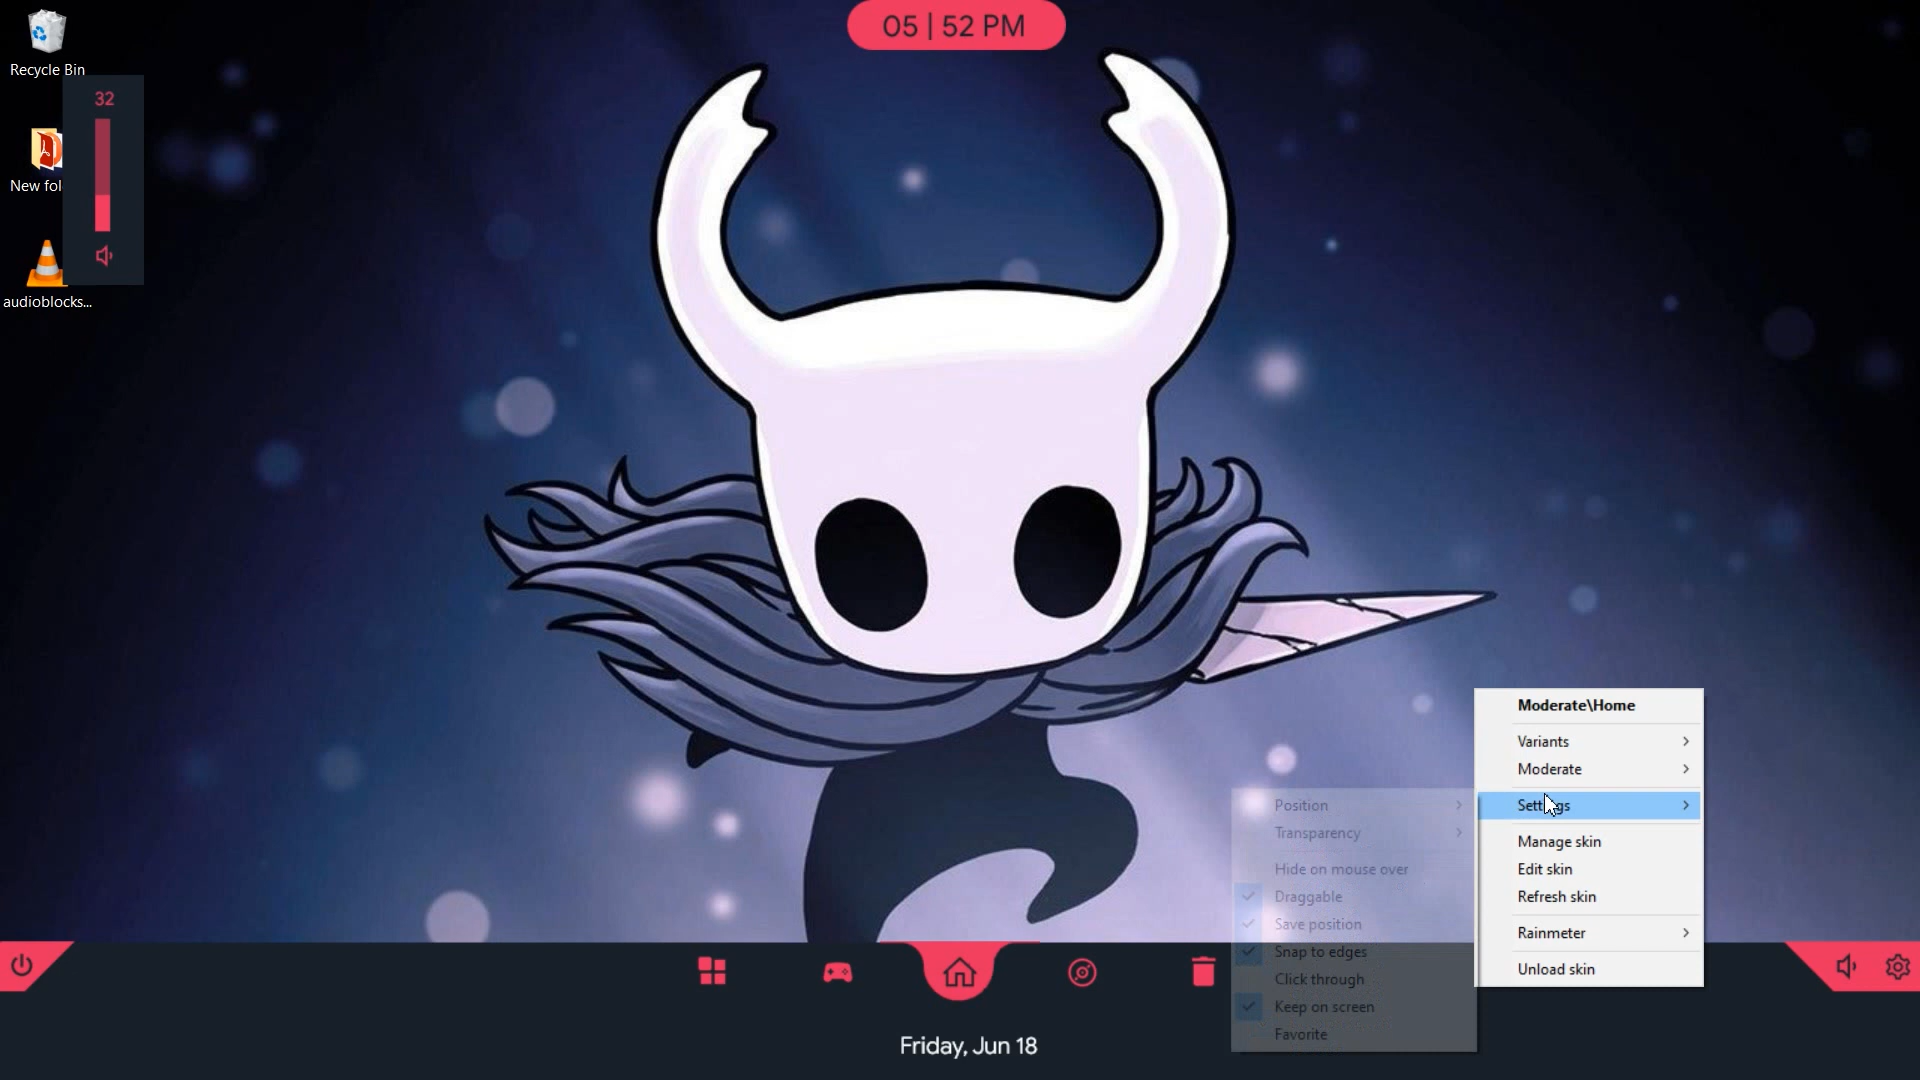 05 | 52 PM
Recycle Bin
32
New fol
audioblocks...
Moderate\Home
Variants
Moderate
Settings
Manage skin
Edit skin
Refresh skin
Rainmeter
Unload skin
Position
Transparency
Hide on mouse over
Draggable
Save position
Snap to edges
Click through
Keep on screen
Favorite
Friday, Jun 18